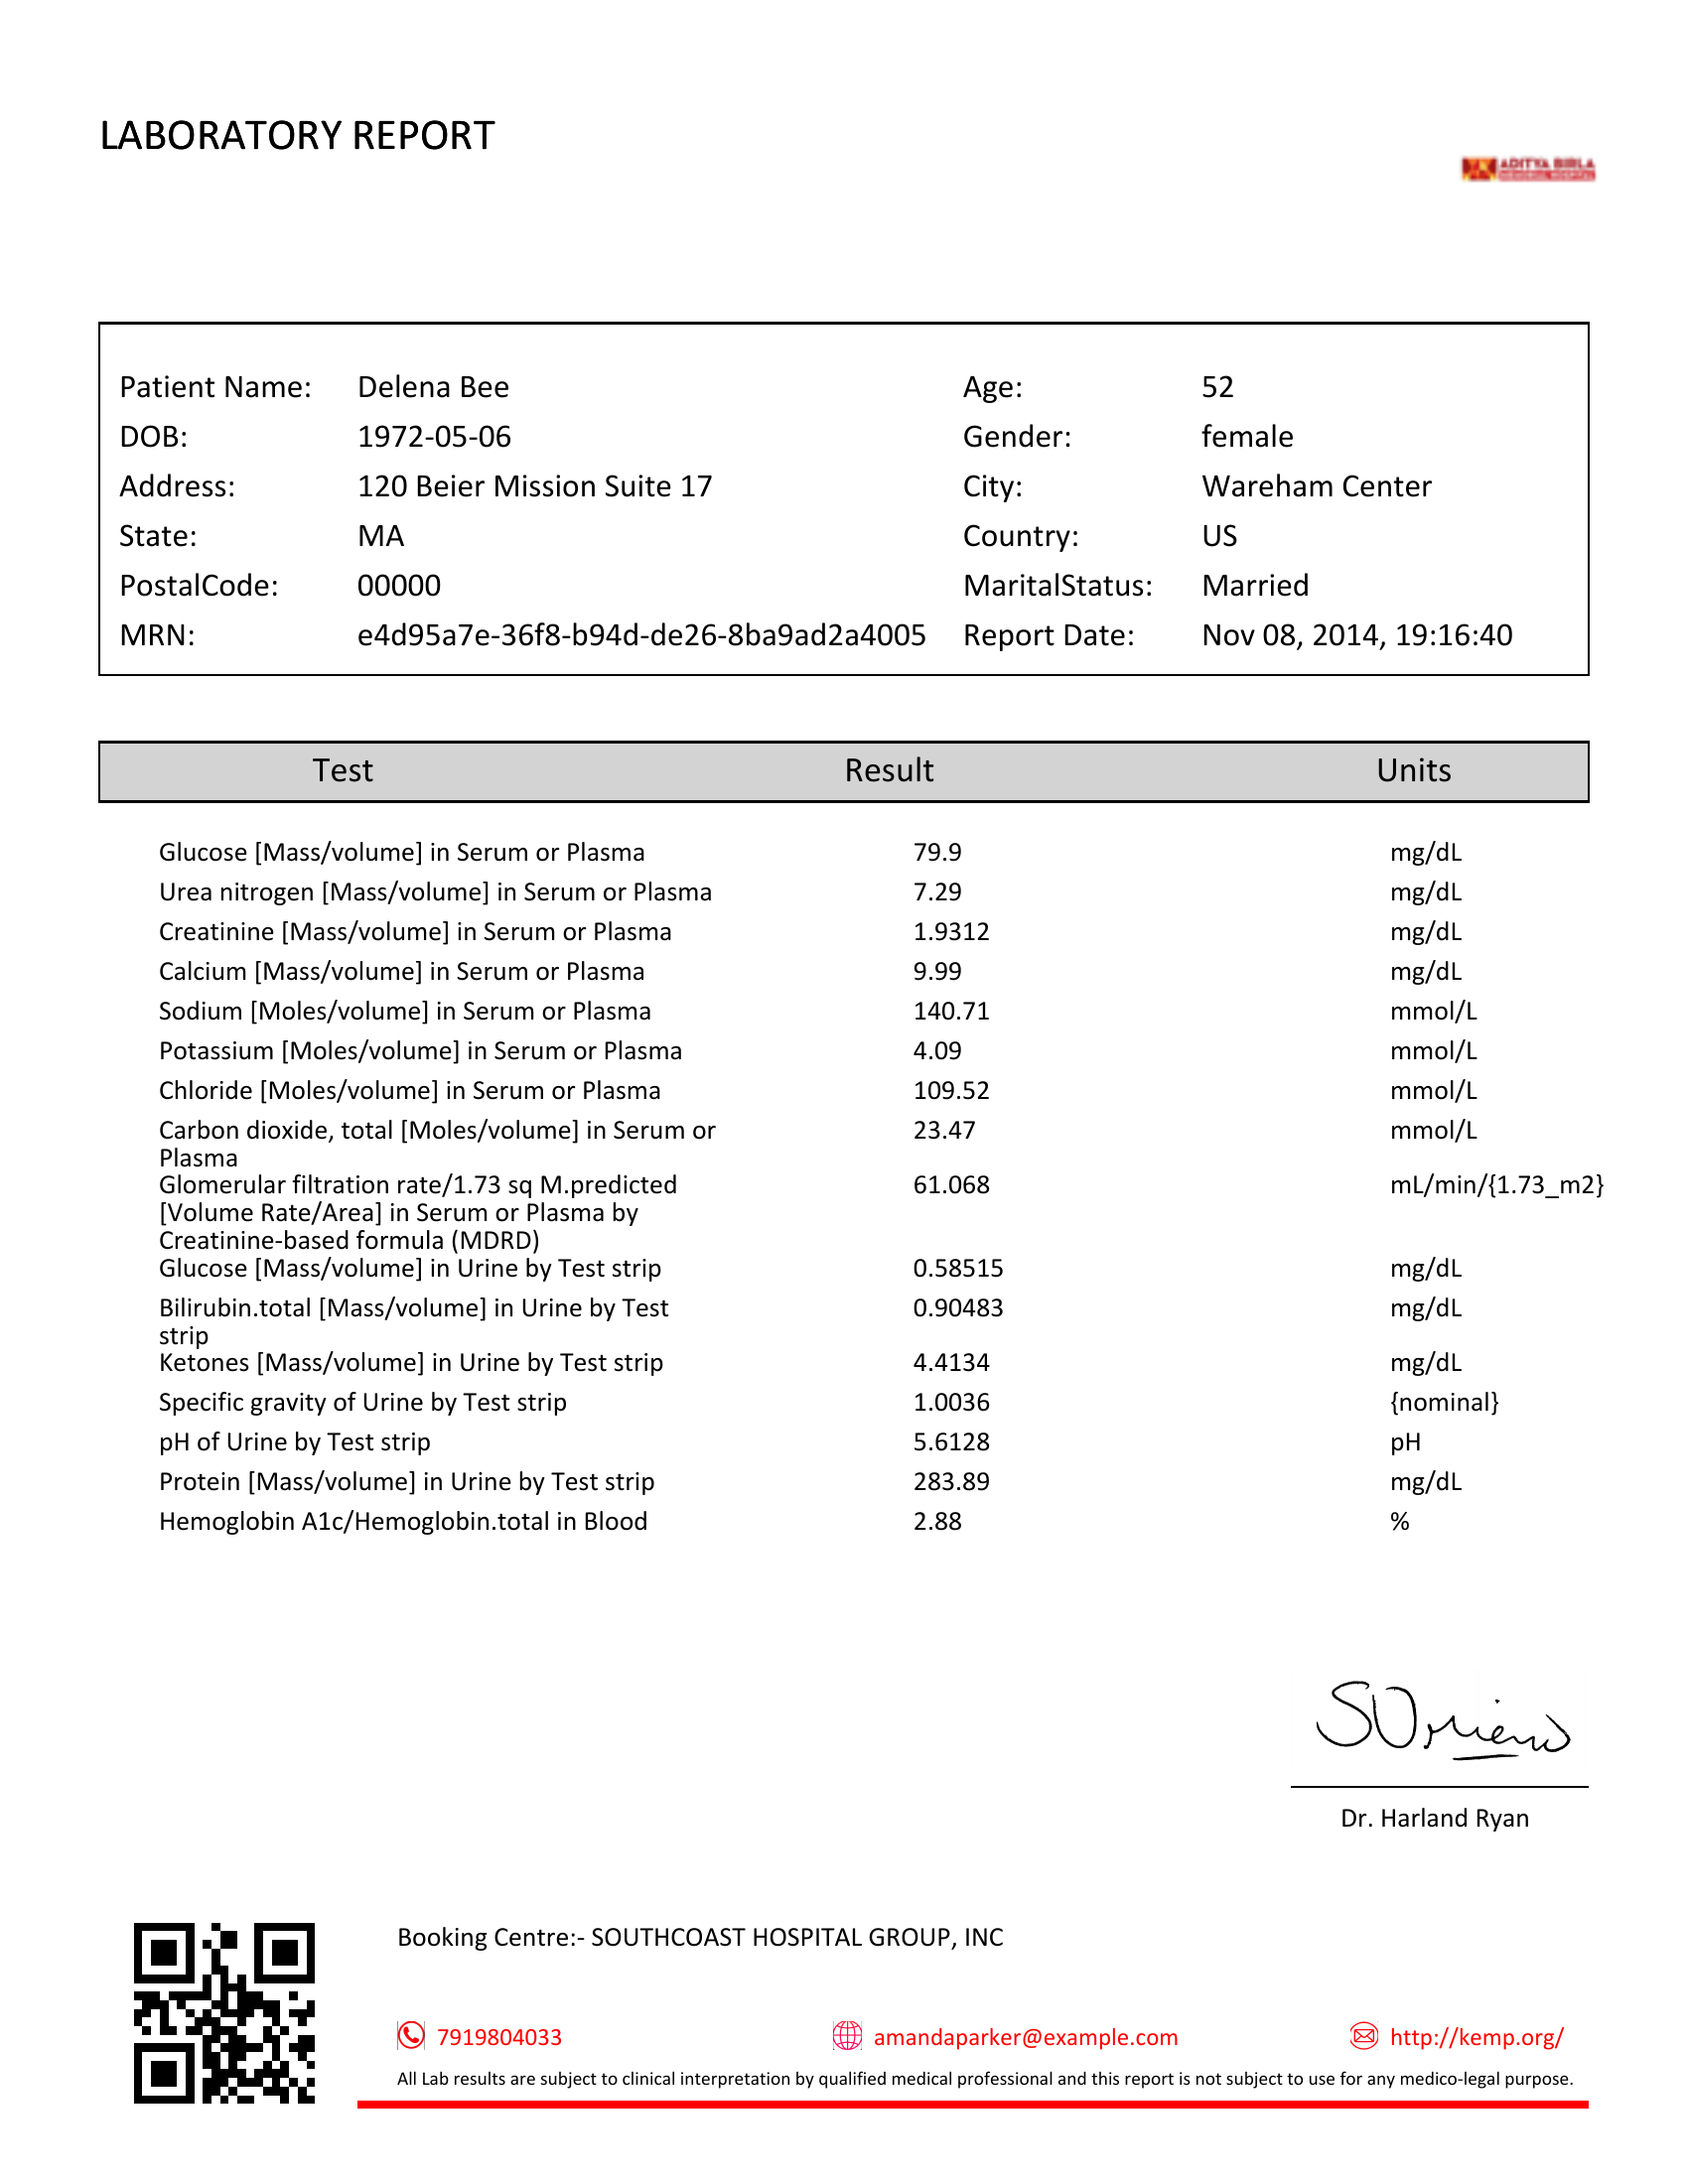 LABORATORY REPORT
ADITYA BIRLA
MEMORIAL HOSPITAL
Patient Name: Delena Bee Age: 52
DOB: 1972-05-06 Gender: female
Address: 120 Beier Mission Suite 17 City: Wareham Center
State: MA Country: US
PostalCode: 00000 MaritalStatus: Married
MRN: e4d95a7e-36f8-b94d-de26-8ba9ad2a4005 Report Date: Nov 08, 2014, 19:16:40
Test Result Units
Glucose [Mass/volume] in Serum or Plasma 79.9 mg/dL
Urea nitrogen [Mass/volume] in Serum or Plasma 7.29 mg/dL
Creatinine [Mass/volume] in Serum or Plasma 1.9312 mg/dL
Calcium [Mass/volume] in Serum or Plasma 9.99 mg/dL
Sodium [Moles/volume] in Serum or Plasma 140.71 mmol/L
Potassium [Moles/volume] in Serum or Plasma 4.09 mmol/L
Chloride [Moles/volume] in Serum or Plasma 109.52 mmol/L
Carbon dioxide, total [Moles/volume] in Serum or 23.47 mmol/L
Plasma
Glomerular filtration rate/1.73 sq M.predicted 61.068 mL/min/{1.73_m2}
[Volume Rate/Area] in Serum or Plasma by
Creatinine-based formula (MDRD)
Glucose [Mass/volume] in Urine by Test strip 0.58515 mg/dL
Bilirubin.total [Mass/volume] in Urine by Test 0.90483 mg/dL
strip
Ketones [Mass/volume] in Urine by Test strip 4.4134 mg/dL
Specific gravity of Urine by Test strip 1.0036 {nominal}
pH of Urine by Test strip 5.6128 pH
Protein [Mass/volume] in Urine by Test strip 283.89 mg/dL
Hemoglobin A1c/Hemoglobin.total in Blood 2.88 %
Dr. Harland Ryan
Booking Centre:- SOUTHCOAST HOSPITAL GROUP, INC
7919804033 amandaparker@example.com http://kemp.org/
All Lab results are subject to clinical interpretation by qualified medical professional and this report is not subject to use for any medico-legal purpose.